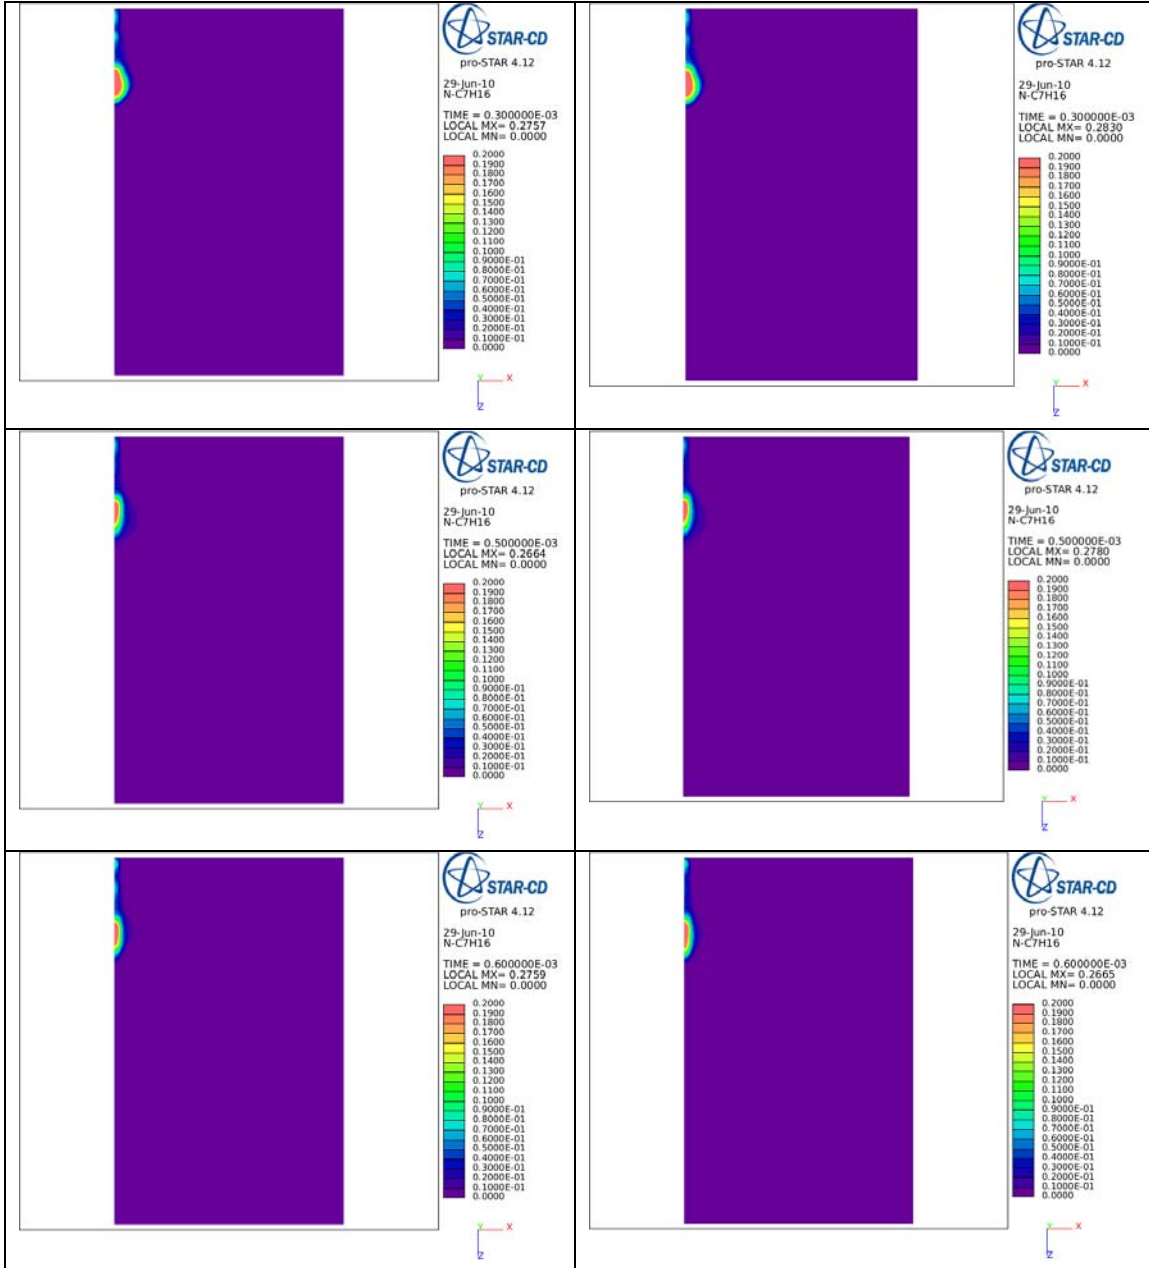 STAR-CD
pro-STAR 4.12
29-Jun-10
N-C7H16
TIME = 0.300000E-03
LOCAL MX= 0.2757
LOCAL MN= 0.0000
0.2000
0.1900
0.1800
0.1700
0.1600
0.1500
0.1400
0.1300
0.1200
0.1100
0.1000
0.9000E-01
0.8000E-01
0.7000E-01
0.6000E-01
0.5000E-01
0.4000E-01
0.3000E-01
0.2000E-01
0.1000E-01
0.0000
Y
X
Z
STAR-CD
pro-STAR 4.12
29-Jun-10
N-C7H16
TIME = 0.300000E-03
LOCAL MX= 0.2830
LOCAL MN= 0.0000
0.2000
0.1900
0.1800
0.1700
0.1600
0.1500
0.1400
0.1300
0.1200
0.1100
0.1000
0.9000E-01
0.8000E-01
0.7000E-01
0.6000E-01
0.5000E-01
0.4000E-01
0.3000E-01
0.2000E-01
0.1000E-01
0.0000
Y
X
Z
STAR-CD
pro-STAR 4.12
29-Jun-10
N-C7H16
TIME = 0.500000E-03
LOCAL MX= 0.2664
LOCAL MN= 0.0000
0.2000
0.1900
0.1800
0.1700
0.1600
0.1500
0.1400
0.1300
0.1200
0.1100
0.1000
0.9000E-01
0.8000E-01
0.7000E-01
0.6000E-01
0.5000E-01
0.4000E-01
0.3000E-01
0.2000E-01
0.1000E-01
0.0000
Y
X
Z
STAR-CD
pro-STAR 4.12
29-Jun-10
N-C7H16
TIME = 0.500000E-03
LOCAL MX= 0.2780
LOCAL MN= 0.0000
0.2000
0.1900
0.1800
0.1700
0.1600
0.1500
0.1400
0.1300
0.1200
0.1100
0.1000
0.9000E-01
0.8000E-01
0.7000E-01
0.6000E-01
0.5000E-01
0.4000E-01
0.3000E-01
0.2000E-01
0.1000E-01
0.0000
Y
X
Z
STAR-CD
pro-STAR 4.12
29-Jun-10
N-C7H16
TIME = 0.600000E-03
LOCAL MX= 0.2759
LOCAL MN= 0.0000
0.2000
0.1900
0.1800
0.1700
0.1600
0.1500
0.1400
0.1300
0.1200
0.1100
0.1000
0.9000E-01
0.8000E-01
0.7000E-01
0.6000E-01
0.5000E-01
0.4000E-01
0.3000E-01
0.2000E-01
0.1000E-01
0.0000
Y
X
Z
STAR-CD
pro-STAR 4.12
29-Jun-10
N-C7H16
TIME = 0.600000E-03
LOCAL MX= 0.2665
LOCAL MN= 0.0000
0.2000
0.1900
0.1800
0.1700
0.1600
0.1500
0.1400
0.1300
0.1200
0.1100
0.1000
0.9000E-01
0.8000E-01
0.7000E-01
0.6000E-01
0.5000E-01
0.4000E-01
0.3000E-01
0.2000E-01
0.1000E-01
0.0000
Y
X
Z